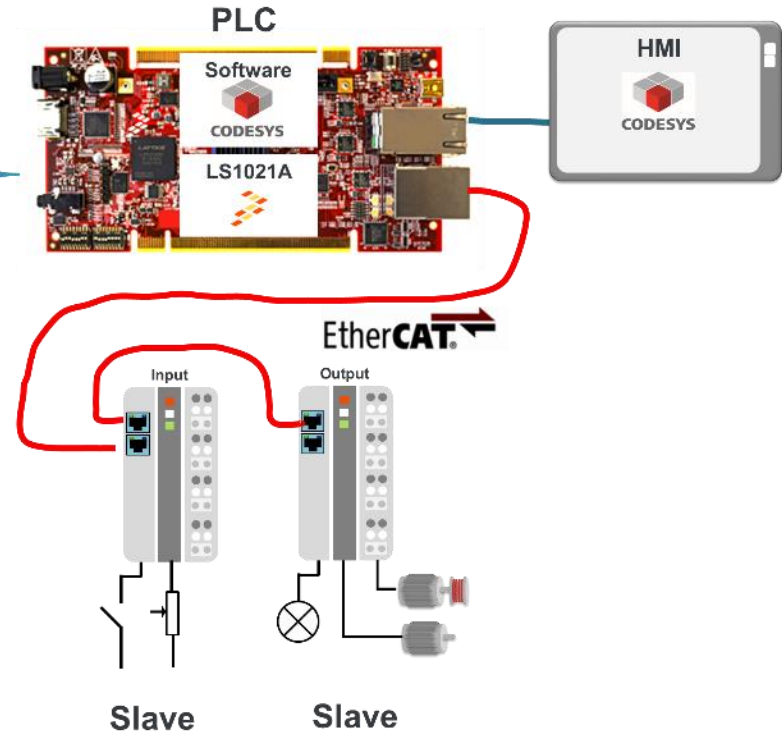 PLC
Software
CODESYS
LS1021A
HMI
CODESYS
EtherCAT®
Input
Output
Slave
Slave